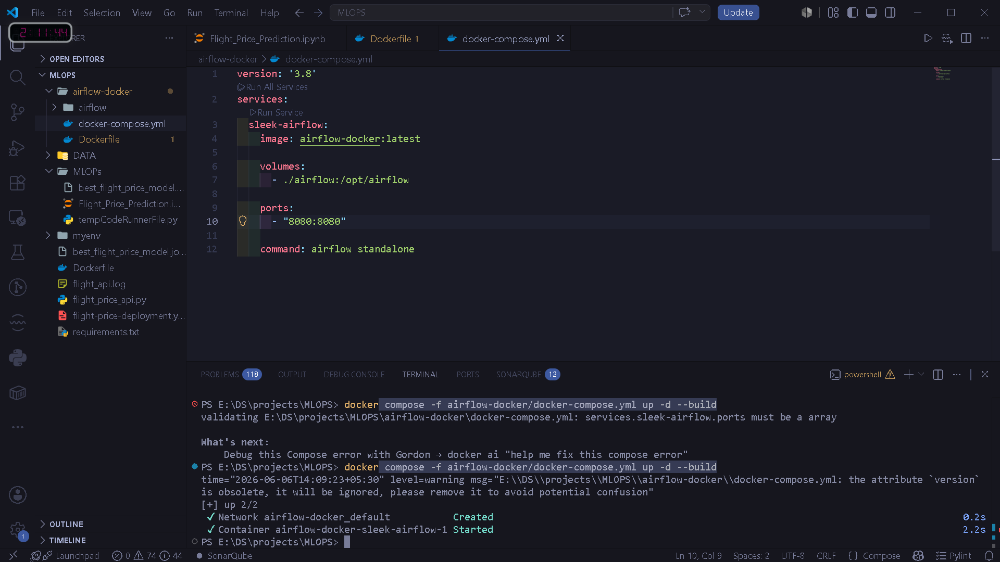 File Edit Selection View Go Run Terminal Help
MLOPS
Update
2:11:44
RER
OPEN EDITORS
MLOPS
airflow-docker
airflow
docker-compose.yml
Dockerfile 1
DATA
MLOPs
best_flight_price_model....
Flight_Price_Prediction.i...
tempCodeRunnerFile.py
myenv
best_flight_price_model.jo...
Dockerfile
flight_api.log
flight_price_api.py
flight-price-deployment.y...
requirements.txt
OUTLINE
TIMELINE
1
Flight_Price_Prediction.ipynb
Dockerfile 1
docker-compose.yml
airflow-docker > docker-compose.yml
1 version: '3.8'
Run All Services
2 services:
Run Service
3 sleek-airflow:
4 image: airflow-docker:latest
5
6 volumes:
7 - ./airflow:/opt/airflow
8
9 ports:
10 - "8080:8080"
11
12 command: airflow standalone
PROBLEMS 118 OUTPUT DEBUG CONSOLE TERMINAL PORTS SONARQUBE 12
powershell
PS E:\DS\projects\MLOPS> docker compose -f airflow-docker/docker-compose.yml up -d --build
validating E:\DS\projects\MLOPS\airflow-docker\docker-compose.yml: services.sleek-airflow.ports must be a array
What's next:
Debug this Compose error with Gordon → docker ai "help me fix this compose error"
PS E:\DS\projects\MLOPS> docker compose -f airflow-docker/docker-compose.yml up -d --build
time="2026-06-06T14:09:23+05:30" level=warning msg="E:\\DS\\projects\\MLOPS\\airflow-docker\\docker-compose.yml: the attribute `version`
is obsolete, it will be ignored, please remove it to avoid potential confusion"
[+] up 2/2
✓ Network airflow-docker_default Created 0.2s
✓ Container airflow-docker-sleek-airflow-1 Started 2.2s
PS E:\DS\projects\MLOPS>
Launchpad 0 74 44 SonarQube Ln 10, Col 9 Spaces: 2 UTF-8 CRLF {} Compose Pylint